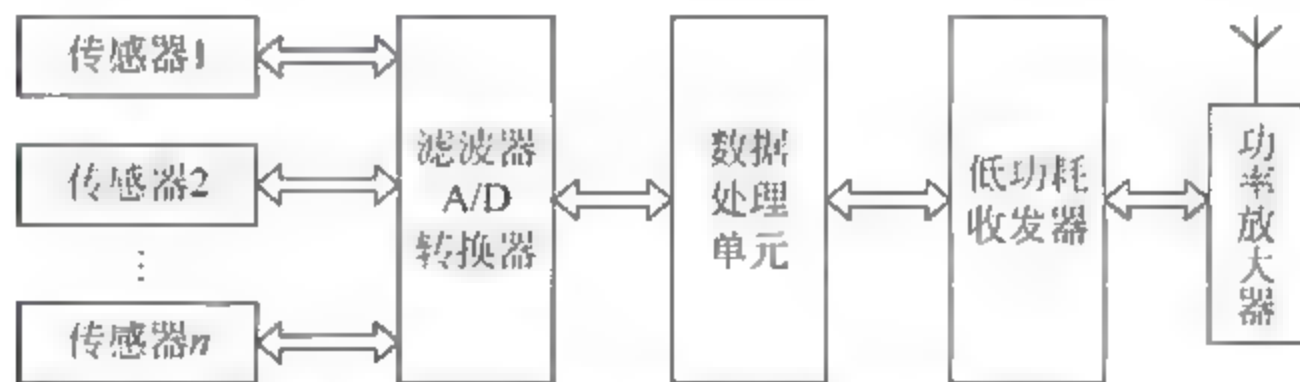 传感器1
传感器2
⋮
传感器n
滤波器
A/D
转换器
数据
处理
单元
低功耗
收发器
功
率
放
大
器